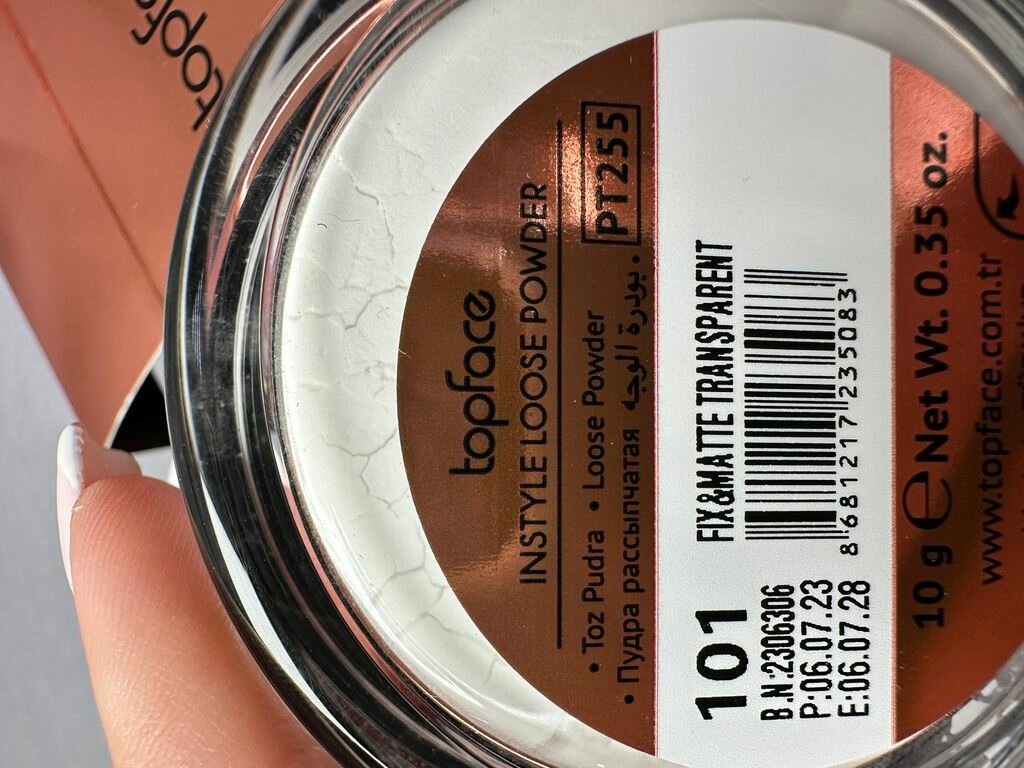 topface
INSTYLE LOOSE POWDER
• Toz Pudra • Loose Powder
• Пудра рассыпчатая بودرة الوجه •
PT255
FIX&MATTE TRANSPARENT
101
8 681217 235083
B.N:2306306
P:06.07.23
E:06.07.28
10 g ℮ Net Wt. 0.35 oz.
www.topface.com.tr
topf